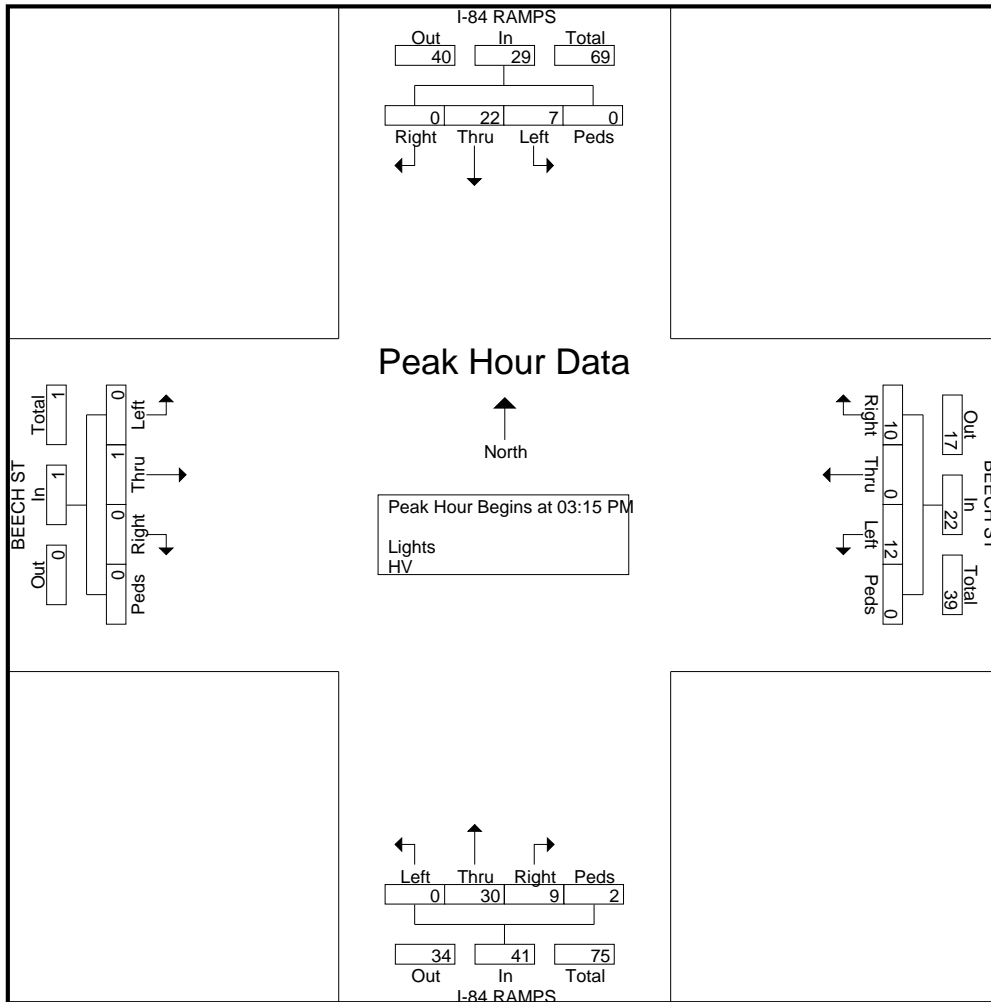 I-84 RAMPS
Out In Total
40 29 69
0 22 7 0
Right Thru Left Peds
Peak Hour Data
North
Peak Hour Begins at 03:15 PM
Lights
HV
BEECH ST
Total In Out
1 1 0
0 1 0 0
Left Thru Right Peds
Right Thru Left Peds
10 0 12 0
Out In Total
17 22 39
BEECH ST
Left Thru Right Peds
0 30 9 2
34 41 75
Out In Total
I-84 RAMPS